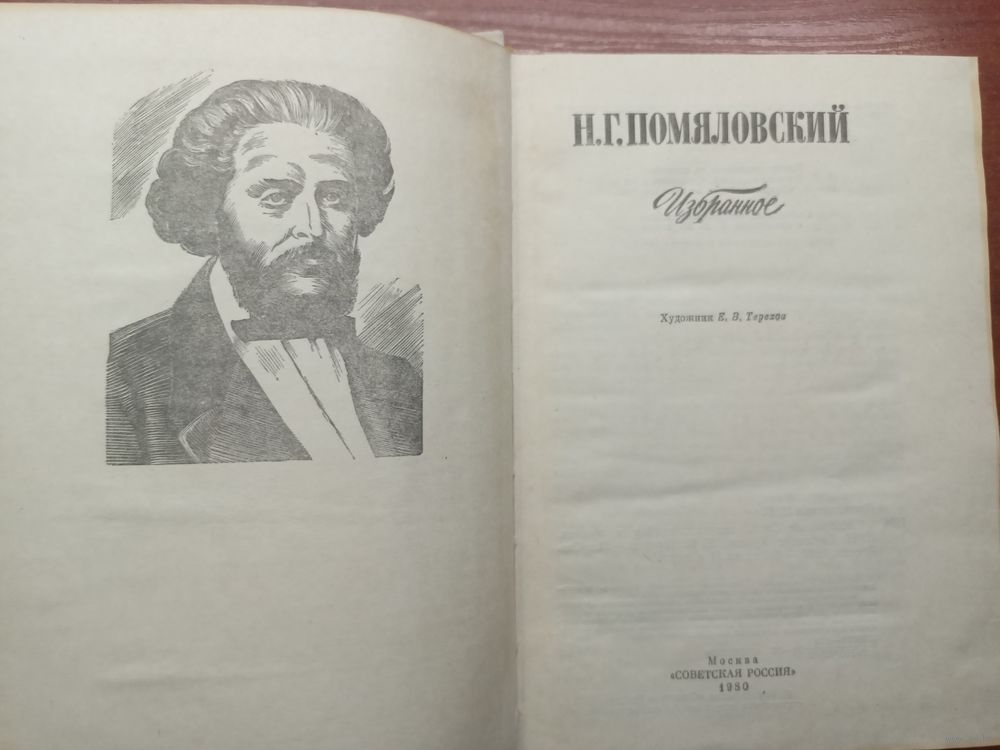 Н.Г.ПОМЯЛОВСКИЙ
Избранное
Художник Е. В. Терехов
Москва
«СОВЕТСКАЯ РОССИЯ»
1980